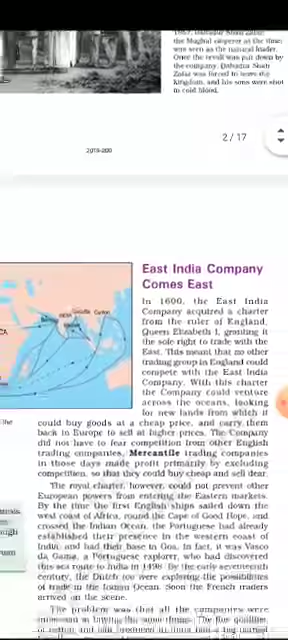 the Mughal emperor at the time,
was seen as the natural leader.
Once the revolt was put down by
the company, Bahadur Shah
Zafar was forced to leave the
kingdom, and his sons were shot
in cold blood.
2/17
East India Company
Comes East
In 1600, the East India
Company acquired a charter
from the ruler of England,
Queen Elizabeth I, granting it
the sole right to trade with the
East. This meant that no other
trading group in England could
compete with the East India
Company. With this charter
the Company could venture
across the oceans, looking
for new lands from which it
could buy goods at a cheap price, and carry them
back to Europe to sell at higher prices. The Company
did not have to fear competition from other English
trading companies. Mercantile trading companies
in those days made profit primarily by excluding
competition, so that they could buy cheap and sell dear.
The royal charter, however, could not prevent other
European powers from entering the Eastern markets.
By the time the first English ships sailed down the
west coast of Africa, round the Cape of Good Hope, and
crossed the Indian Ocean, the Portuguese had already
established their presence in the western coast of
India, and had their base in Goa. In fact, it was Vasco
da Gama, a Portuguese explorer, who had discovered
this sea route to India in 1498. By the early seventeenth
century, the Dutch too were exploring the possibilities
of trade in the Indian Ocean. Soon the French traders
arrived on the scene.
The problem was that all the companies were
interested in buying the same things. The fine qualities